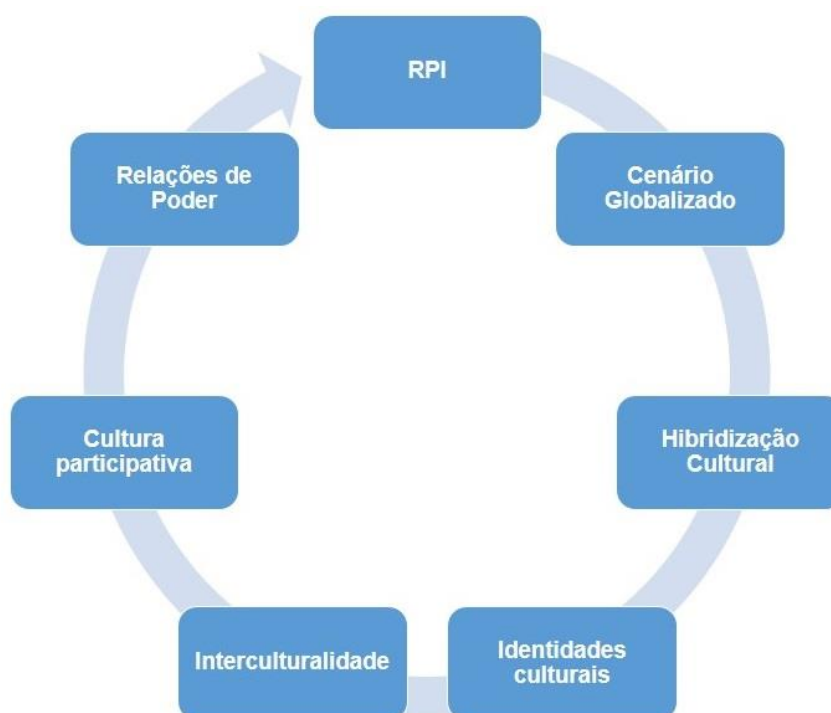 RPI
Cenário
Globalizado
Hibridização
Cultural
Identidades
culturais
Interculturalidade
Cultura
participativa
Relações de
Poder